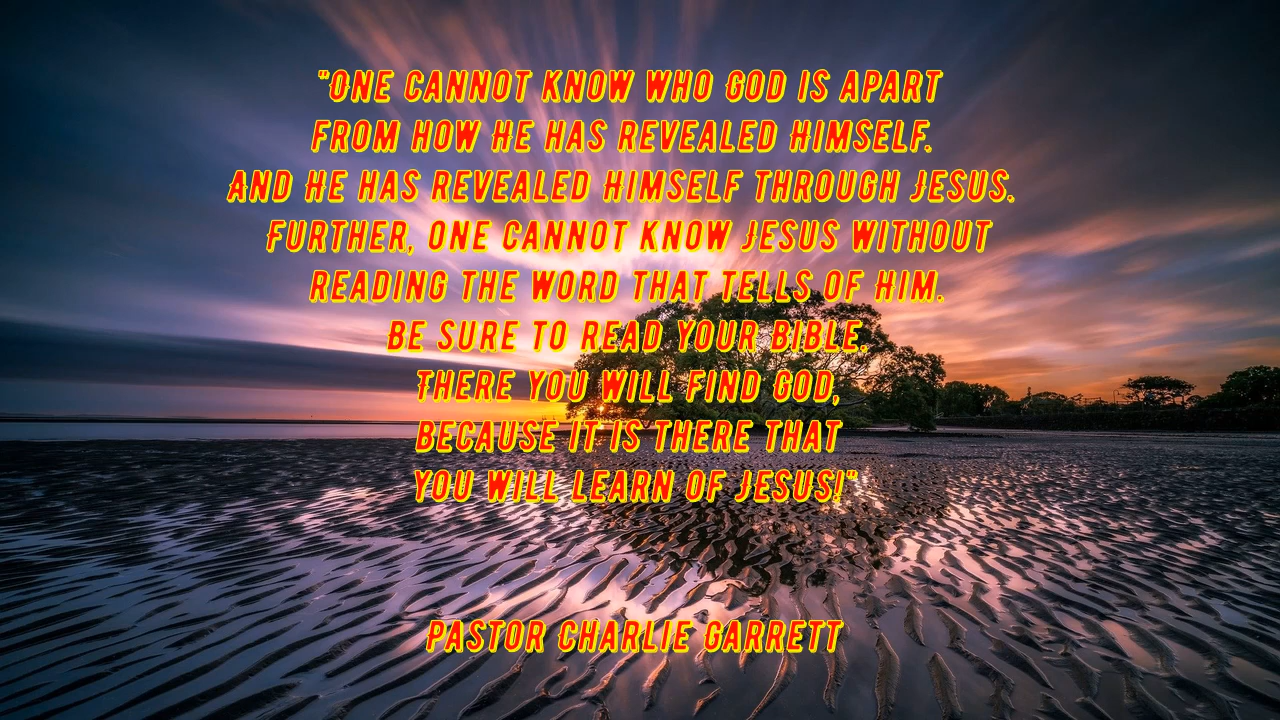 "One cannot know who God is apart
from how He has revealed Himself.
And He has revealed Himself through Jesus.
Further, one cannot know Jesus without
reading the word that tells of Him.
Be sure to read your Bible.
There you will find God,
because it is there that
you will learn of Jesus!"
Pastor Charlie Garrett